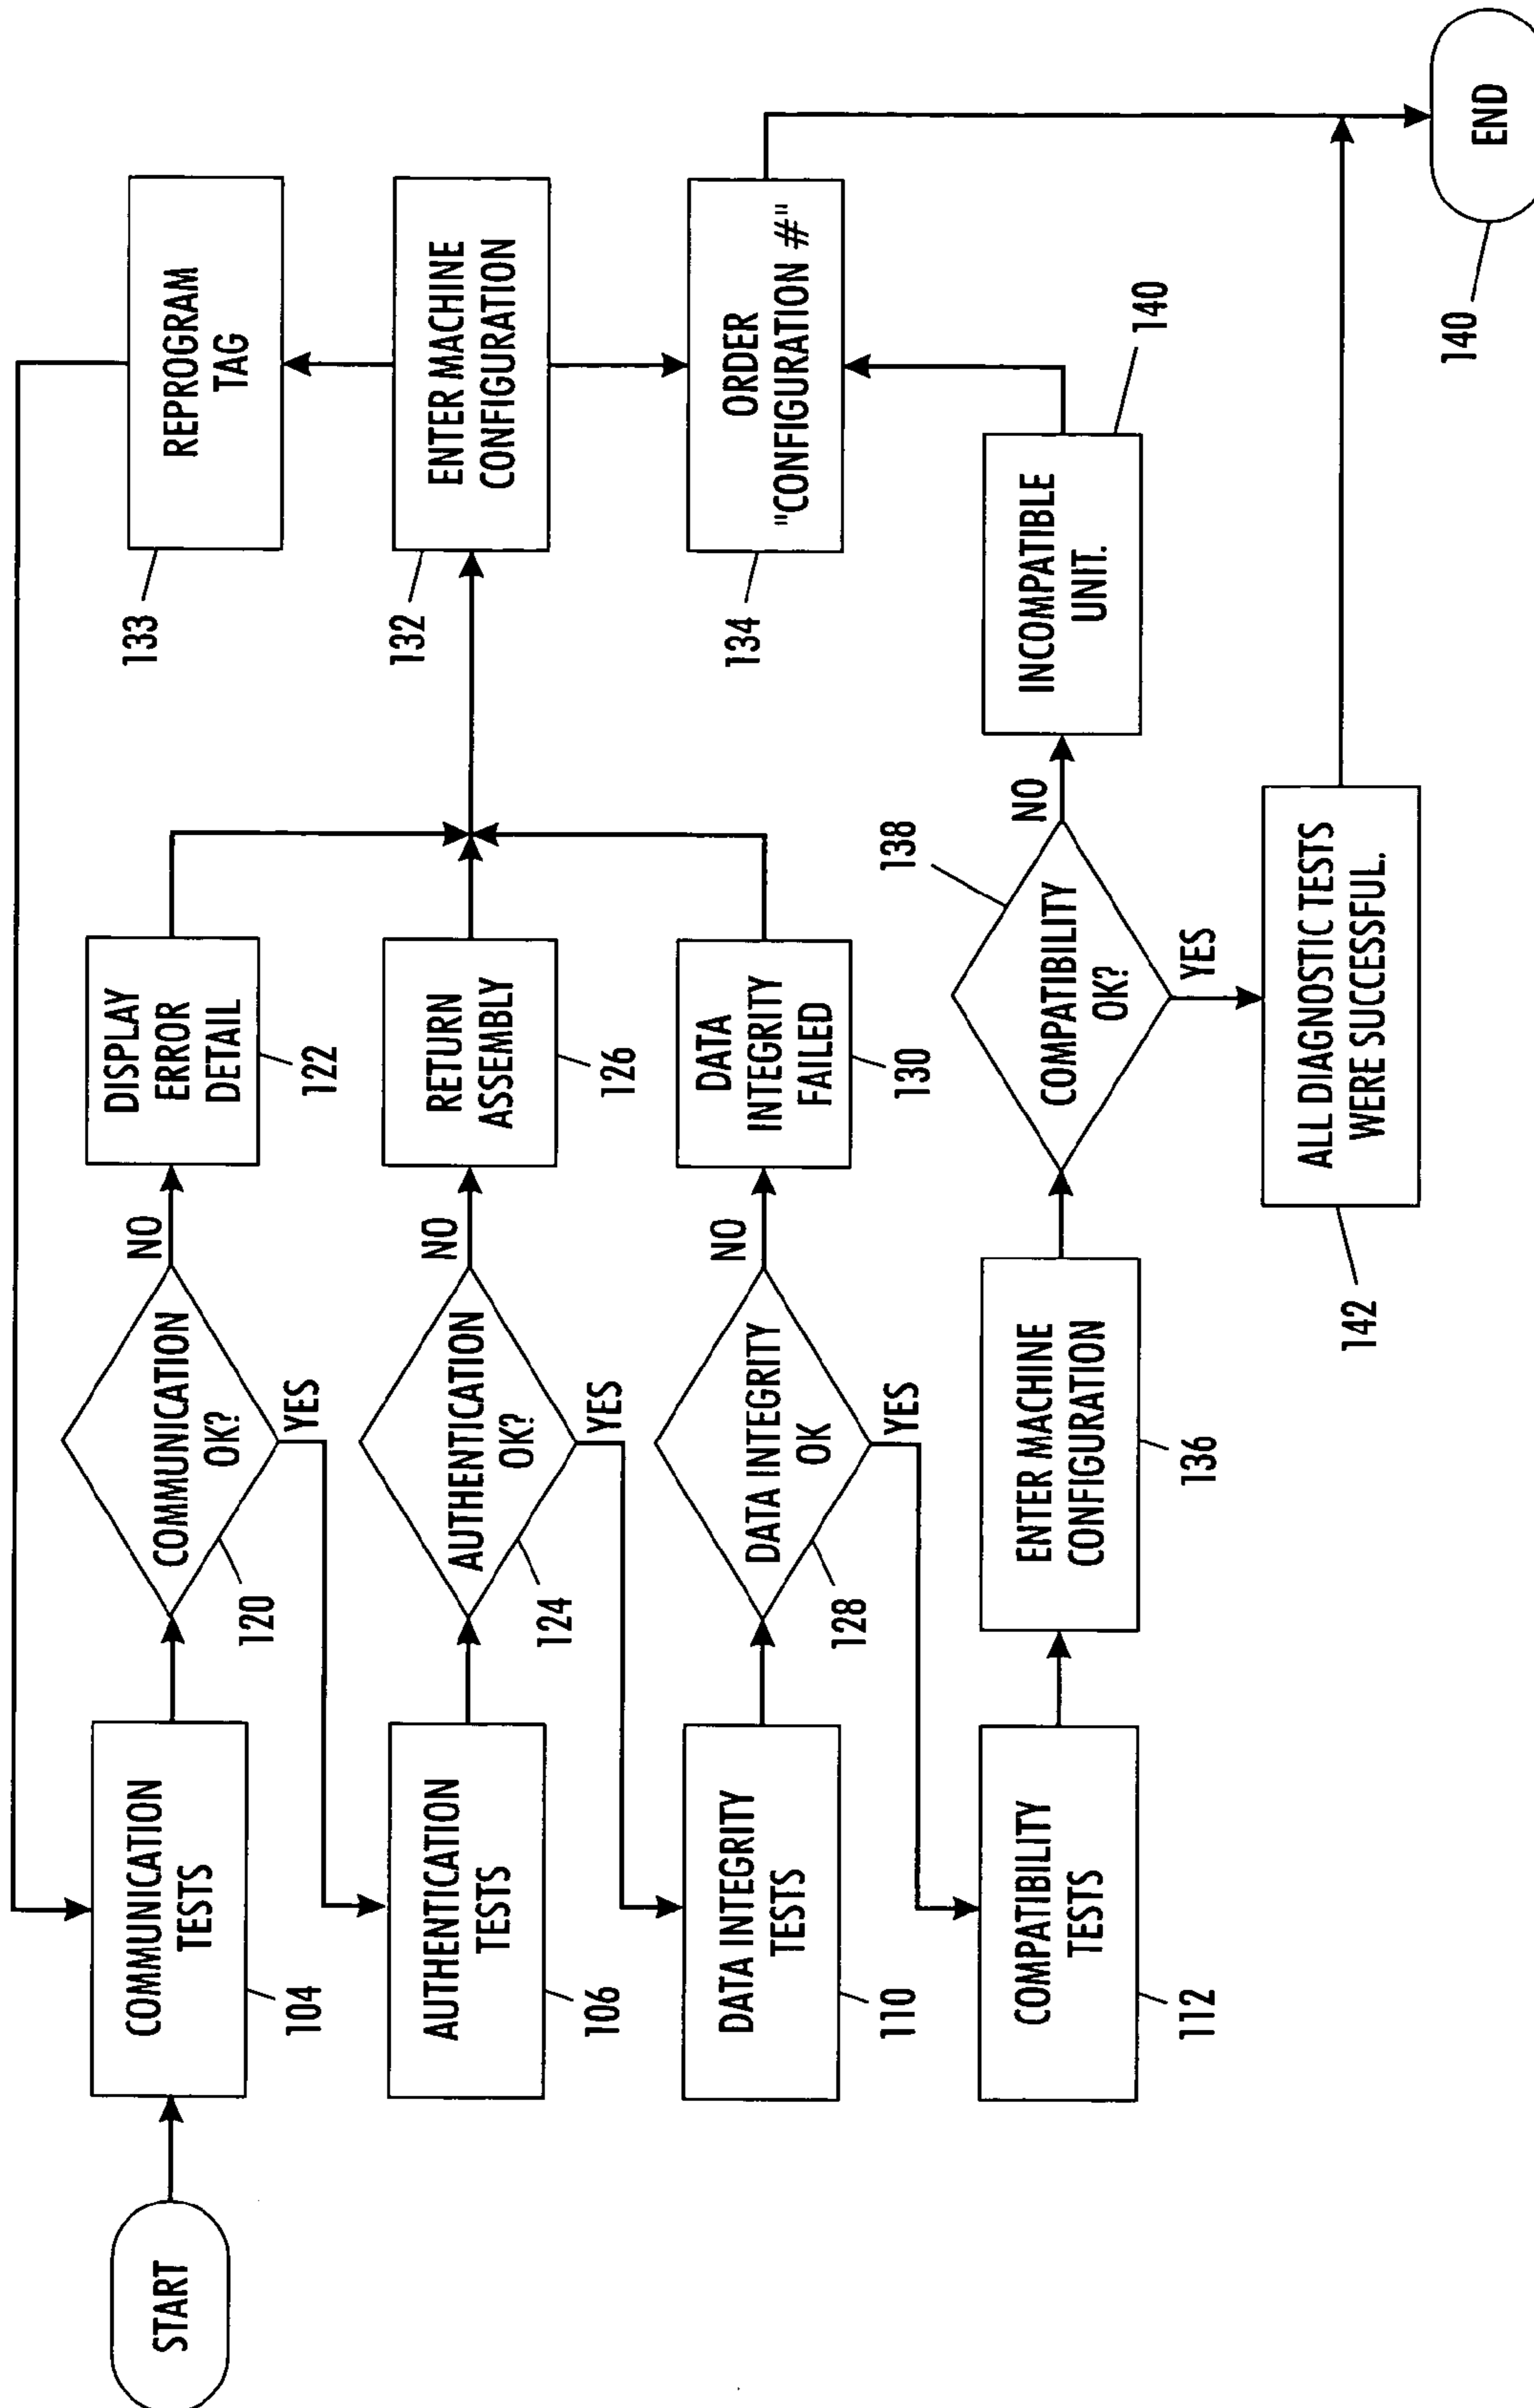 START
COMMUNICATION
TESTS
104
COMMUNICATION
OK?
120
NO
YES
DISPLAY
ERROR
DETAIL
122
REPROGRAM
TAG
133
AUTHENTICATION
TESTS
106
AUTHENTICATION
OK?
124
NO
YES
RETURN
ASSEMBLY
126
ENTER MACHINE
CONFIGURATION
132
DATA INTEGRITY
TESTS
110
DATA INTEGRITY
OK
128
NO
YES
DATA
INTEGRITY
FAILED
130
ORDER
"CONFIGURATION #"
134
COMPATIBILITY
TESTS
112
ENTER MACHINE
CONFIGURATION
136
COMPATIBILITY
OK?
138
NO
YES
INCOMPATIBLE
UNIT.
140
ALL DIAGNOSTIC TESTS
WERE SUCCESSFUL.
142
END
140